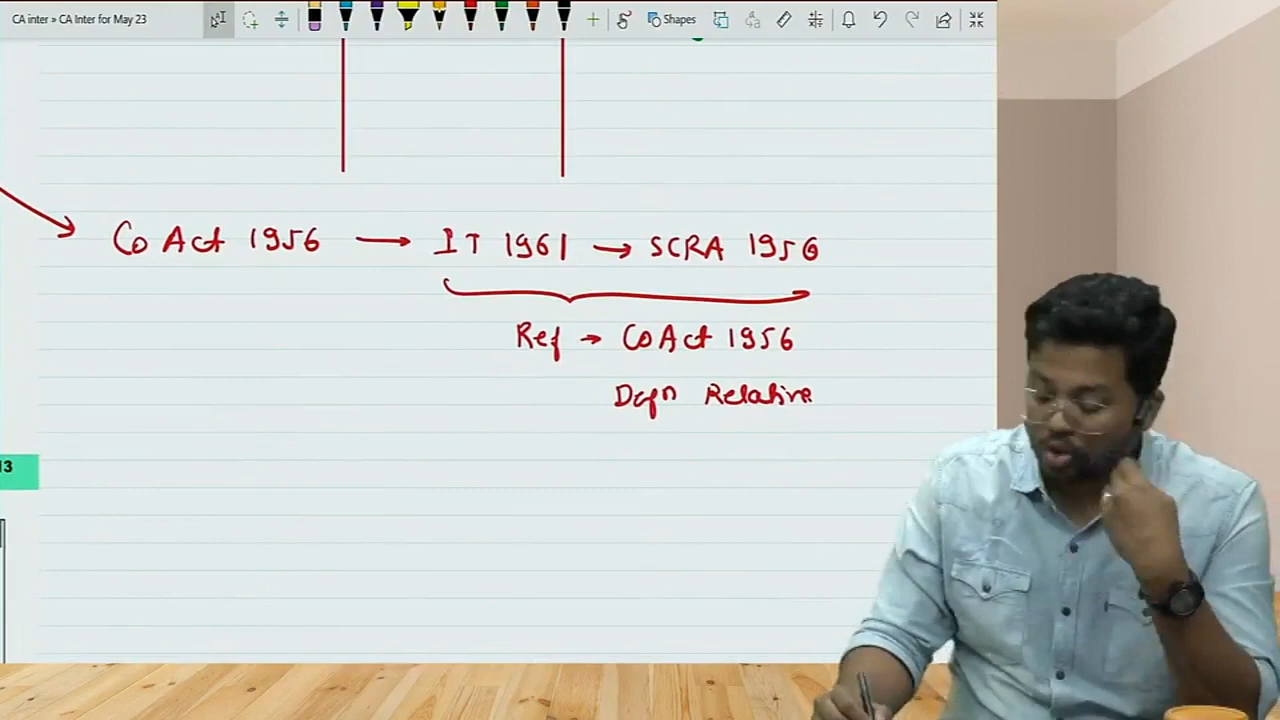 CA inter » CA Inter for May 23
Shapes
Co Act 1956 → IT 1961 → SCRA 1956
Ref → Co Act 1956
Defn Relative
13